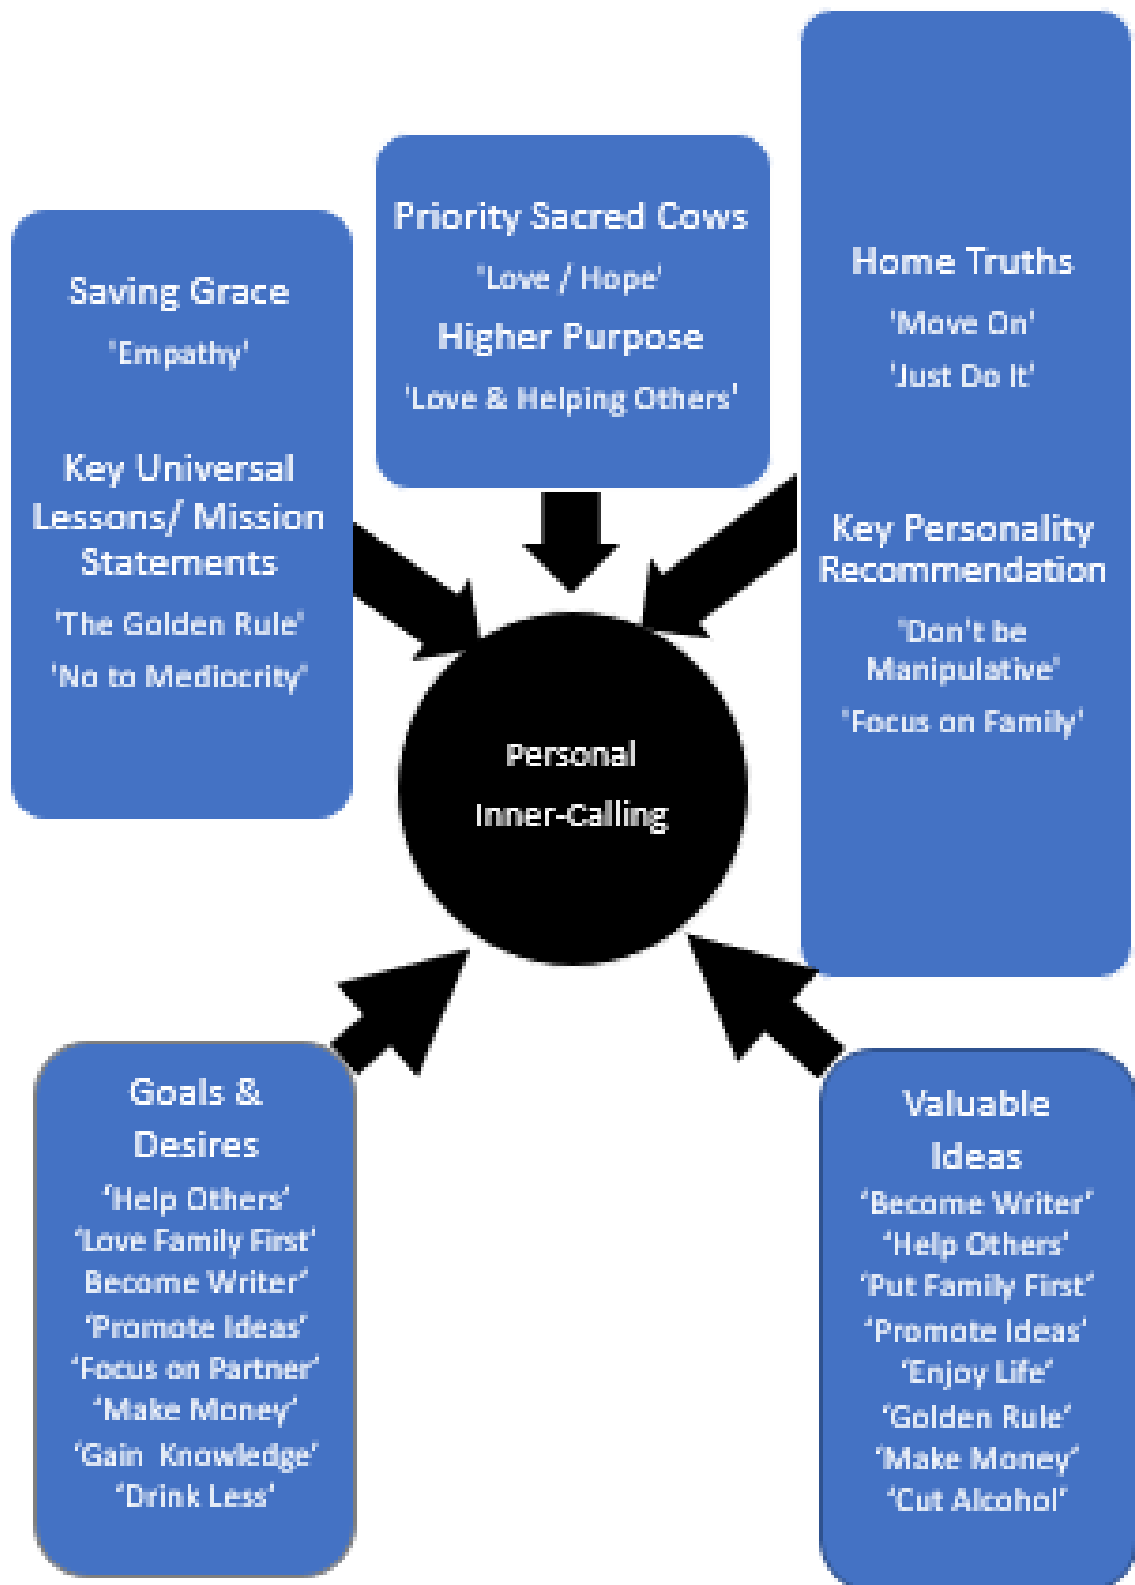 Saving Grace
'Empathy'
Key Universal
Lessons/ Mission
Statements
'The Golden Rule'
'No to Mediocrity'
Priority Sacred Cows
'Love / Hope'
Higher Purpose
'Love & Helping Others'
Home Truths
'Move On'
'Just Do It'
Key Personality
Recommendation
'Don't be
Manipulative'
'Focus on Family'
Personal
Inner-Calling
Goals &
Desires
‘Help Others’
‘Love Family First’
Become Writer’
‘Promote Ideas’
‘Focus on Partner’
‘Make Money’
‘Gain Knowledge’
‘Drink Less’
Valuable
Ideas
‘Become Writer’
‘Help Others’
‘Put Family First’
‘Promote Ideas’
‘Enjoy Life’
‘Golden Rule’
‘Make Money’
‘Cut Alcohol’